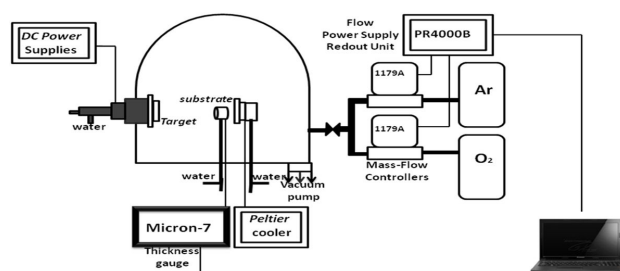 DC Power
Supplies
Flow
Power Supply
Redout Unit
PR4000B
1179A
Ar
substrate
Target
water
1179A
O₂
Mass-Flow
Controllers
water
water
Vacuum
pump
Micron-7
Peltier
cooler
Thickness
gauge